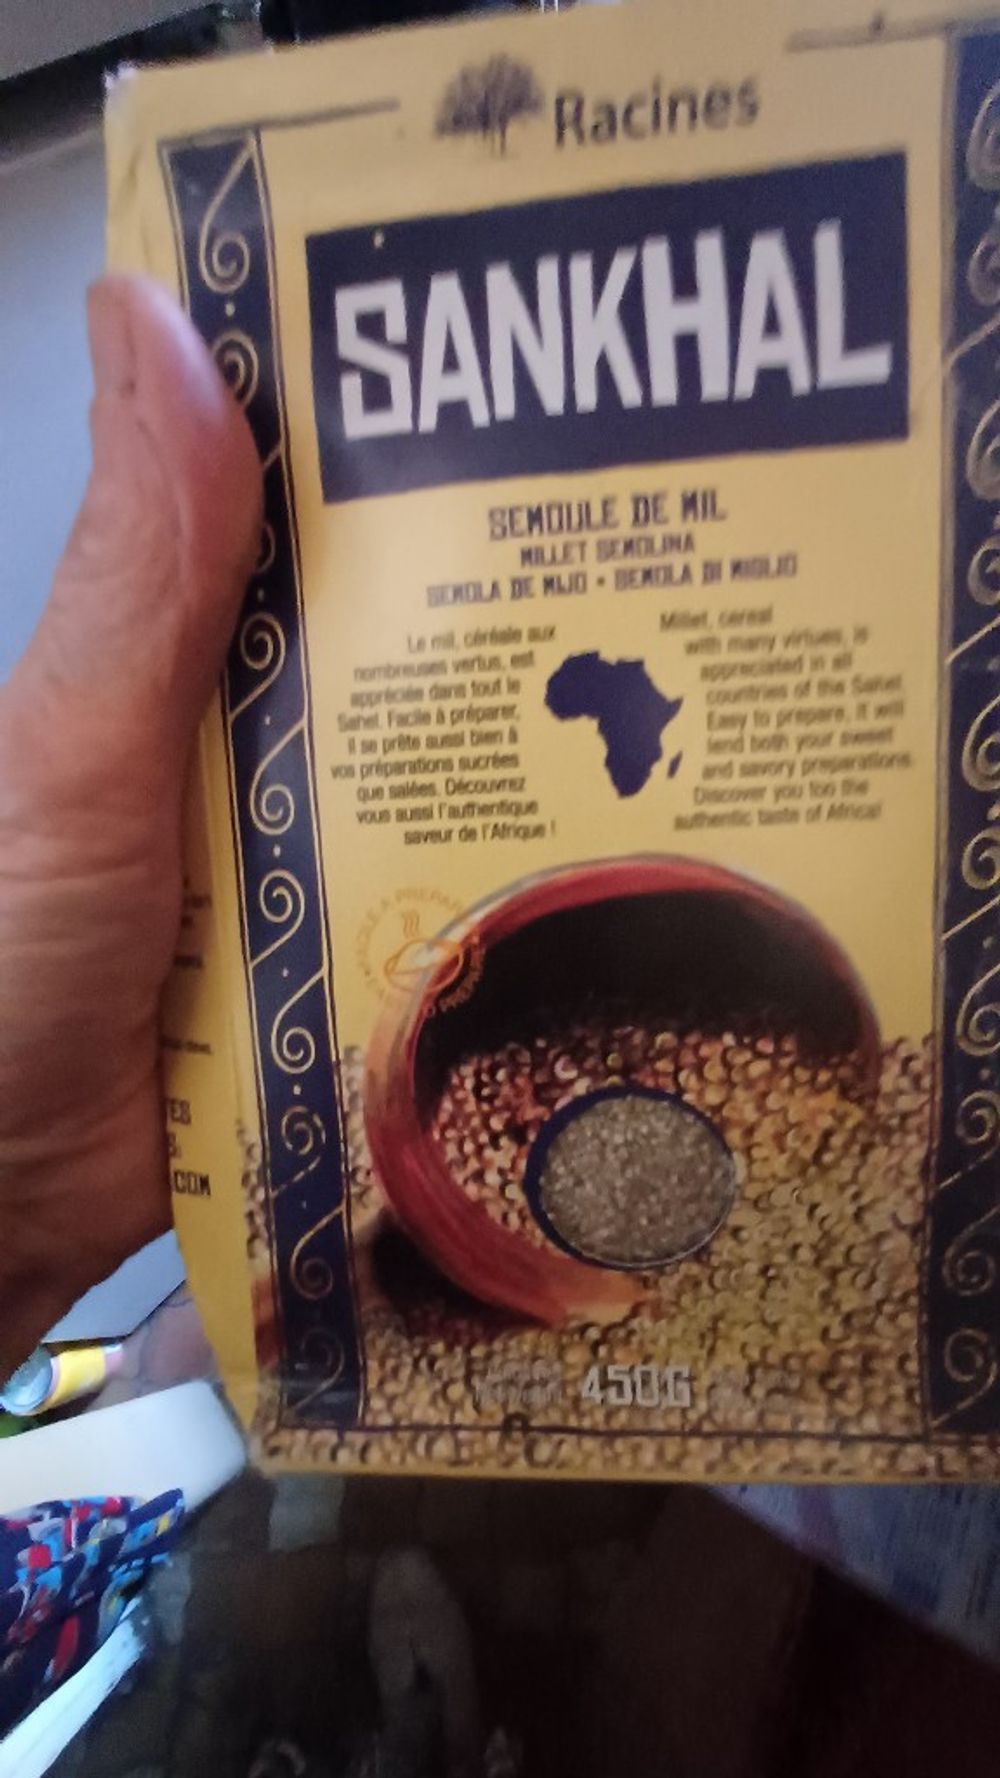 Racines
SANKHAL
SEMOULE DE MIL
MILLET SEMOLINA
SEMOLA DE MIJO • SEMOLA DI MIGLIO
Le mil, céréale aux
nombreuses vertus, est
appréciée dans tout le
Sahel. Facile à préparer,
il se prête aussi bien à
vos préparations sucrées
que salées. Découvrez
vous aussi l'authentique
saveur de l'Afrique !
Millet, cereal
with many virtues, is
appreciated in all
countries of the Sahel.
Easy to prepare, it will
lend both your sweet
and savory preparations.
Discover you too the
authentic taste of Africa!
FACILE A PREPARER
450G
.COM